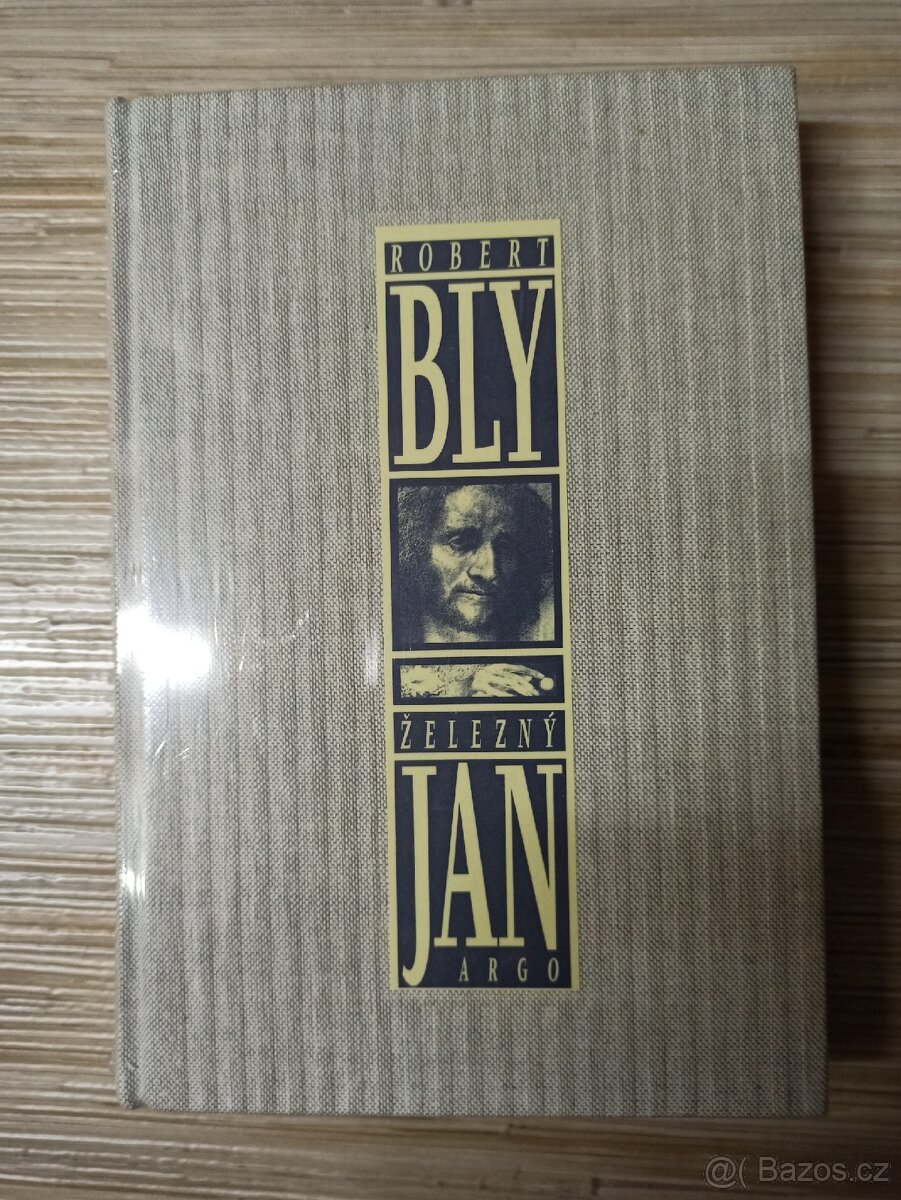 ROBERT
BLY
ŽELEZNÝ
JAN
ARGO
@( Bazos.cz